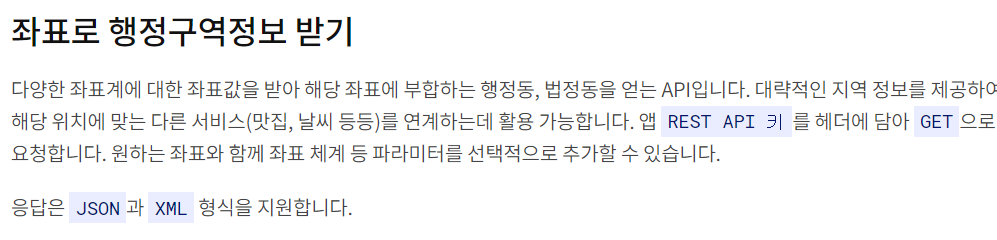 좌표로 행정구역정보 받기
다양한 좌표계에 대한 좌표값을 받아 해당 좌표에 부합하는 행정동, 법정동을 얻는 API입니다. 대략적인 지역 정보를 제공하여
해당 위치에 맞는 다른 서비스(맛집, 날씨 등등)를 연계하는데 활용 가능합니다. 앱 REST API 키 를 헤더에 담아 GET 으로
요청합니다. 원하는 좌표와 함께 좌표 체계 등 파라미터를 선택적으로 추가할 수 있습니다.
응답은 JSON 과 XML 형식을 지원합니다.